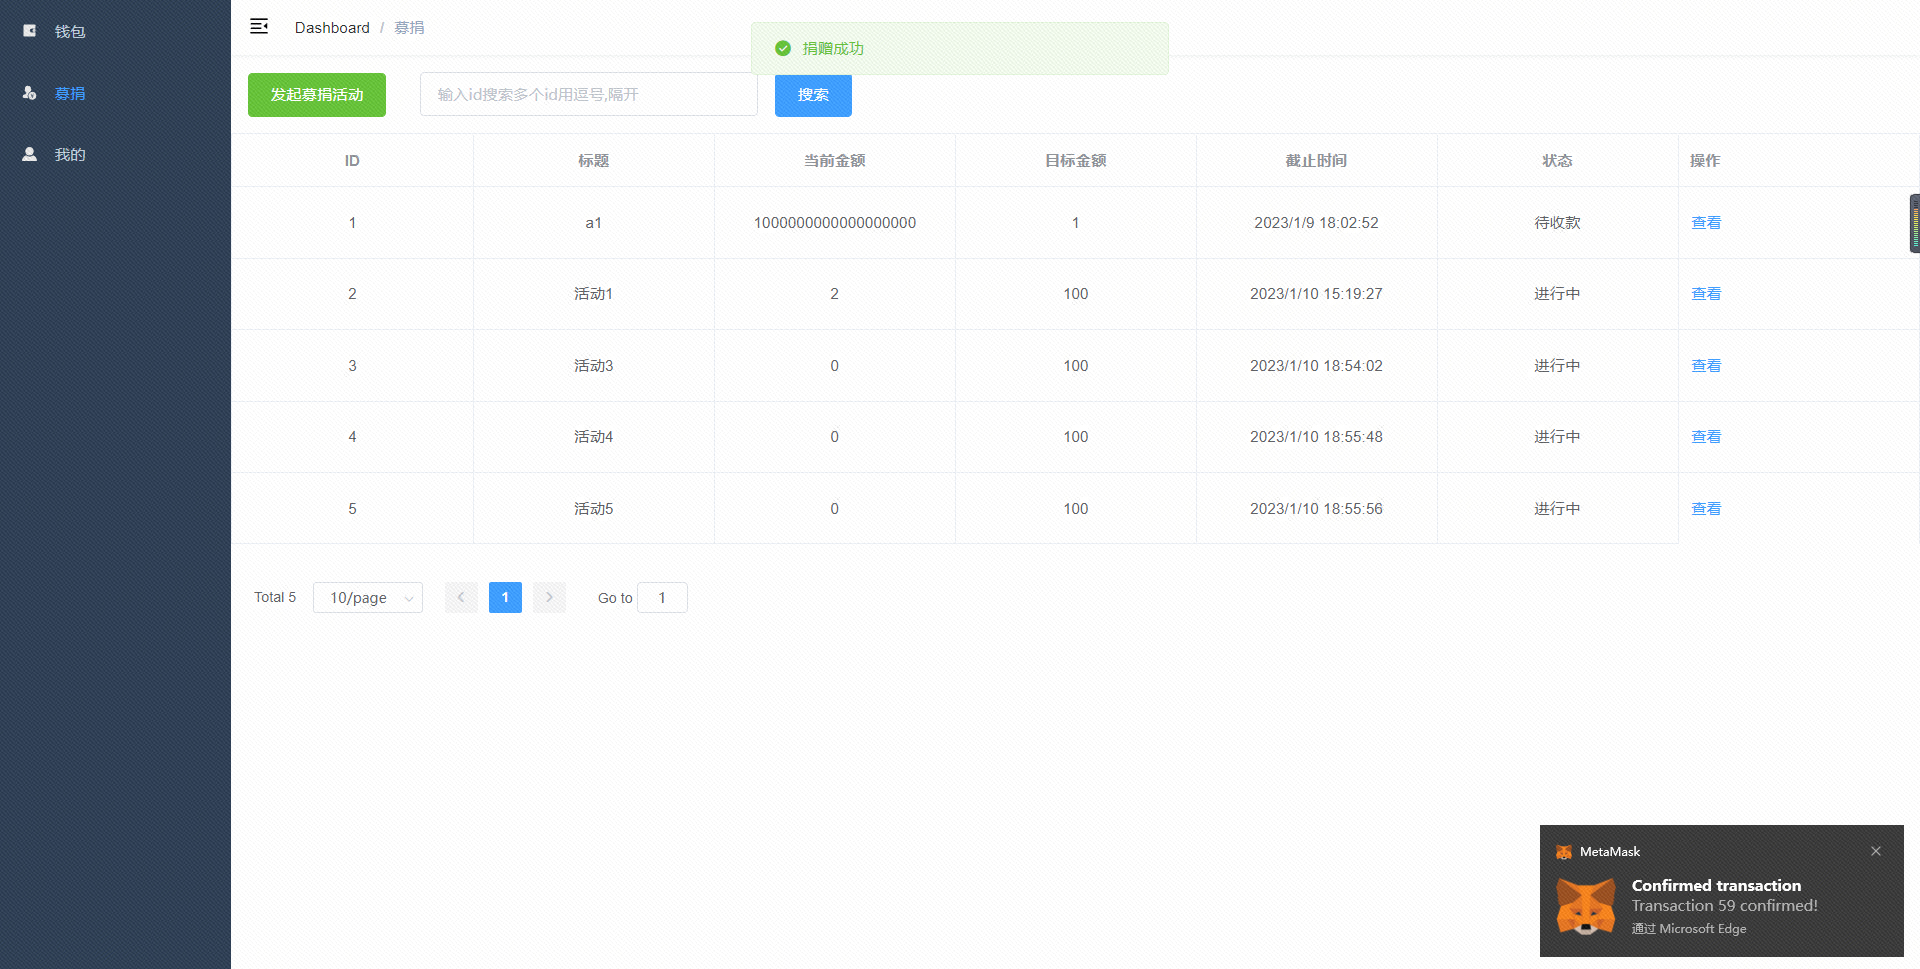 钱包
募捐
我的
Dashboard / 募捐
捐赠成功
发起募捐活动
输入id搜索多个id用逗号,隔开
搜索
ID 标题 当前金额 目标金额 截止时间 状态 操作
1 a1 1000000000000000000 1 2023/1/9 18:02:52 待收款 查看
2 活动1 2 100 2023/1/10 15:19:27 进行中 查看
3 活动3 0 100 2023/1/10 18:54:02 进行中 查看
4 活动4 0 100 2023/1/10 18:55:48 进行中 查看
5 活动5 0 100 2023/1/10 18:55:56 进行中 查看
Total 5 10/page 1 Go to 1
MetaMask
Confirmed transaction
Transaction 59 confirmed!
通过 Microsoft Edge